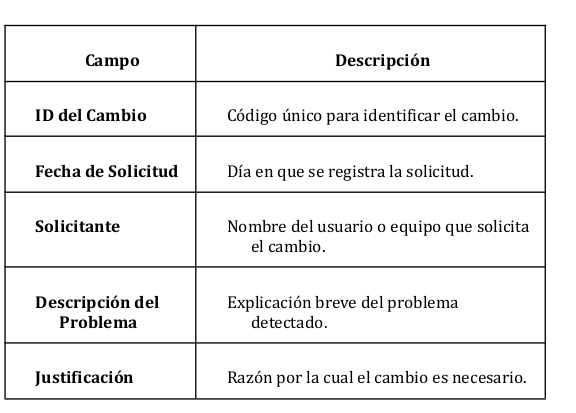 Campo
Descripción
ID del Cambio
Código único para identificar el cambio.
Fecha de Solicitud
Día en que se registra la solicitud.
Solicitante
Nombre del usuario o equipo que solicita
el cambio.
Descripción del
Problema
Explicación breve del problema
detectado.
Justificación
Razón por la cual el cambio es necesario.